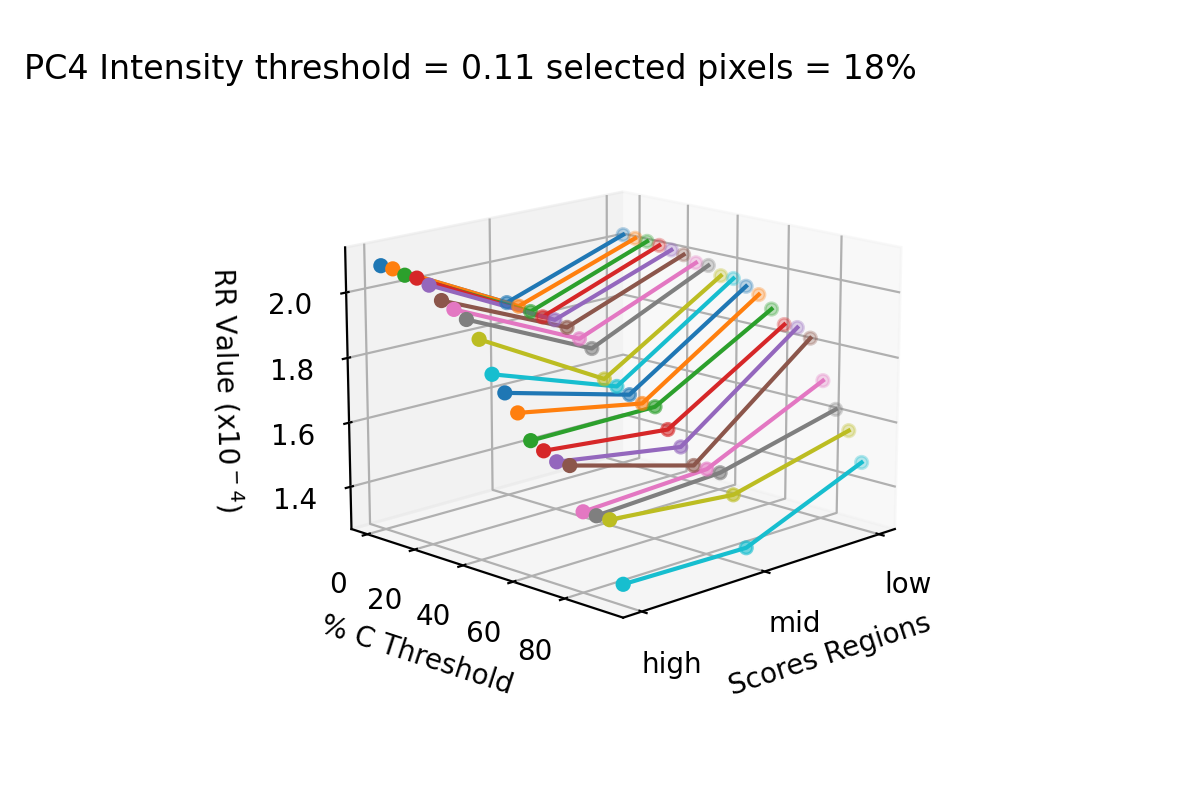 PC4 Intensity threshold = 0.11 selected pixels = 18%
RR Value (x10⁻⁴)
2.0
1.8
1.6
1.4
0
20
40
60
80
% C Threshold
low
mid
high
Scores Regions